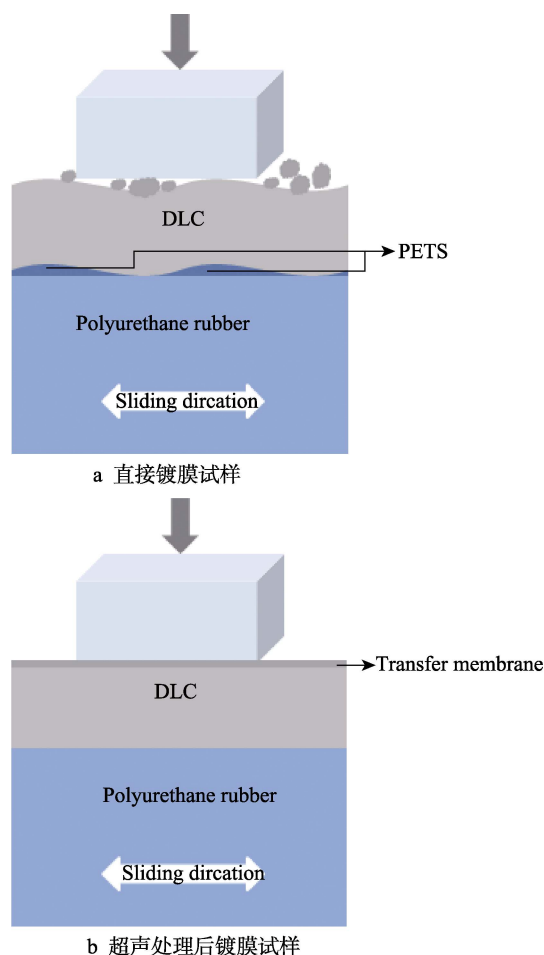 DLC
PETS
Polyurethane rubber
Sliding dircation
a 直接镀膜试样
Transfer membrane
DLC
Polyurethane rubber
Sliding dircation
b 超声处理后镀膜试样